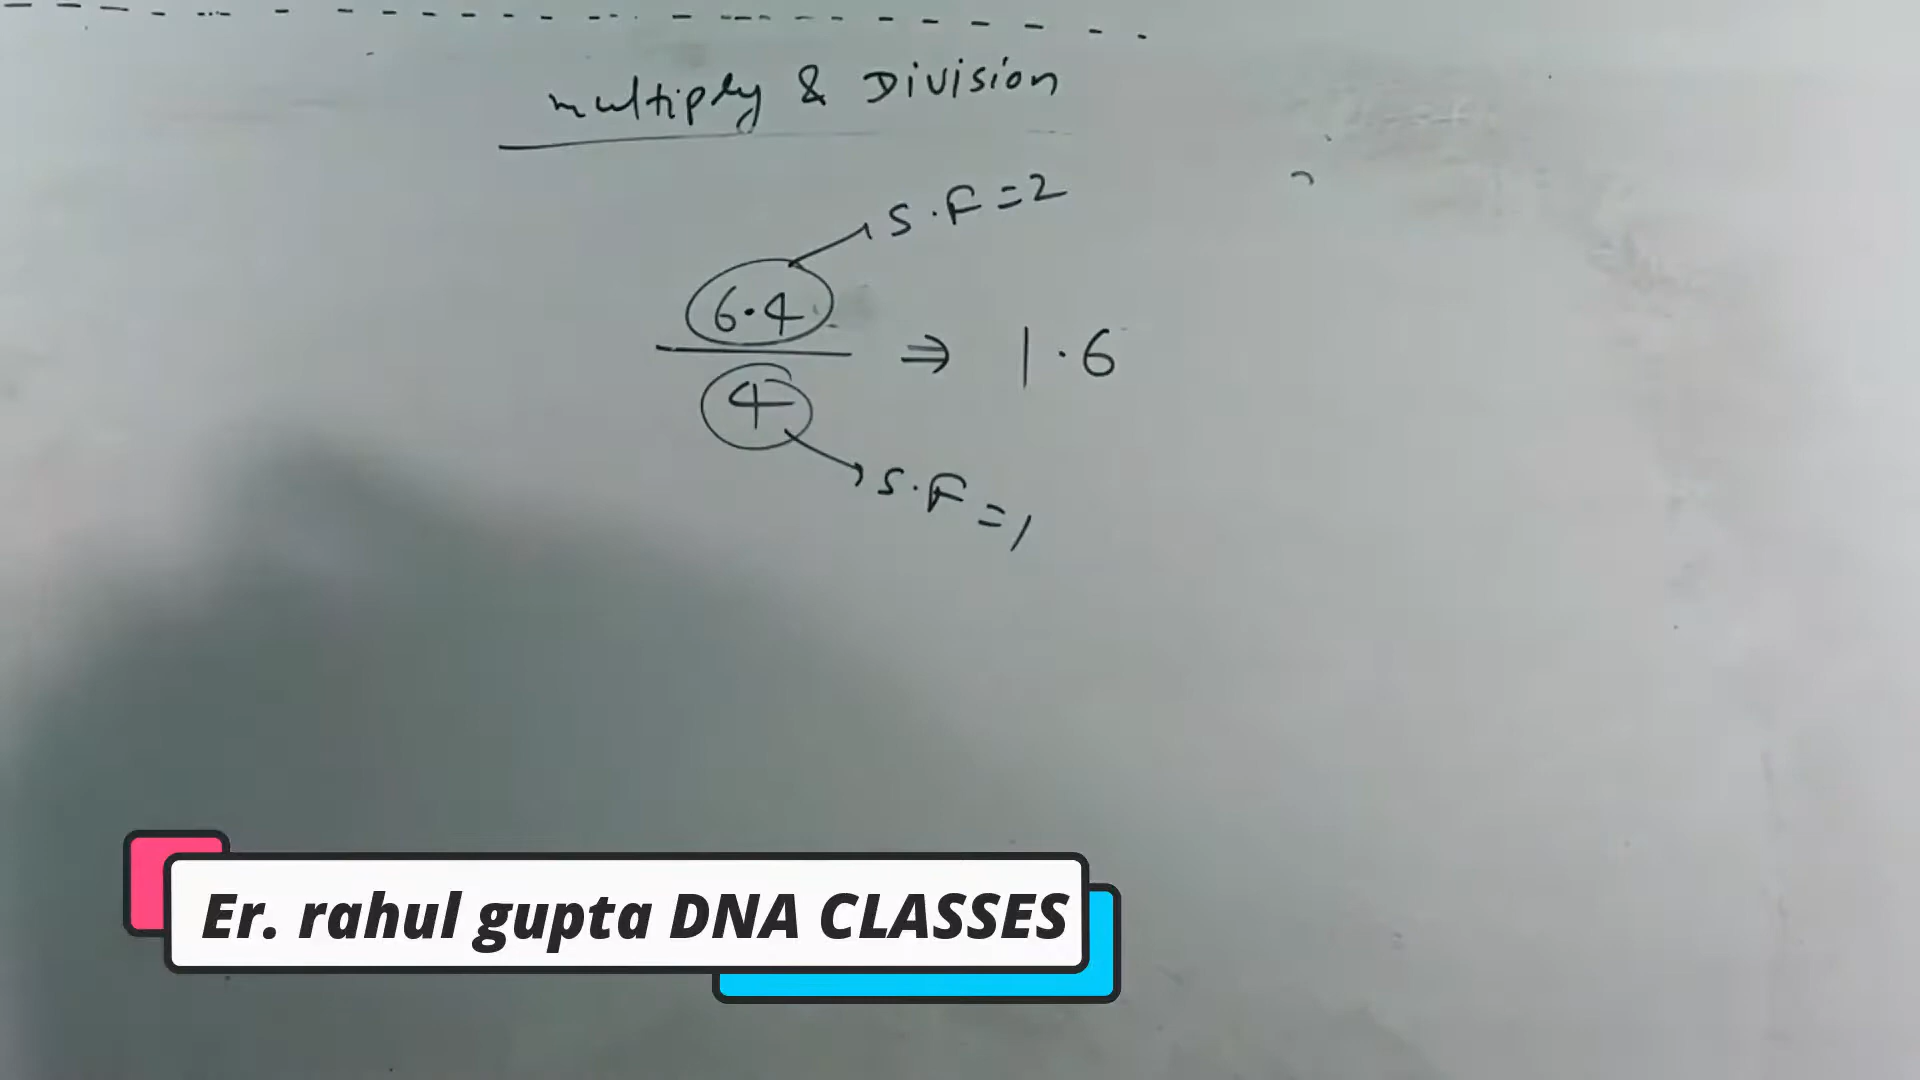 multiply & Division
S.F=2
6.4
4
⇒ 1.6
S.F=1
Er. rahul gupta DNA CLASSES